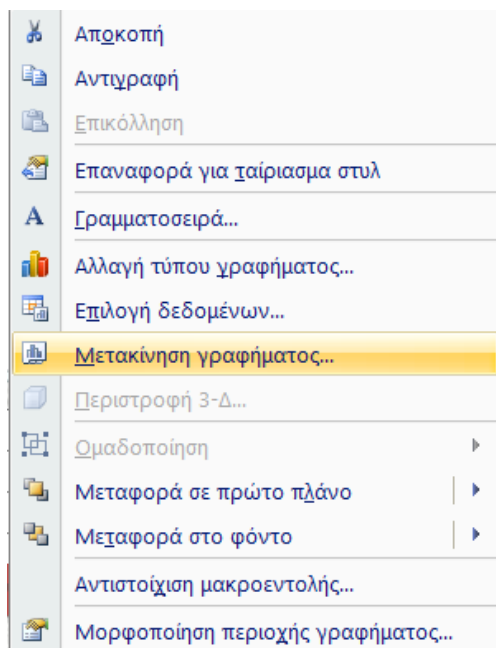 Αποκοπή
Αντιγραφή
Επικόλληση
Επαναφορά για ταίριασμα στυλ
Γραμματοσειρά...
Αλλαγή τύπου γραφήματος...
Επιλογή δεδομένων...
Μετακίνηση γραφήματος...
Περιστροφή 3-Δ...
Ομαδοποίηση
Μεταφορά σε πρώτο πλάνο
Μεταφορά στο φόντο
Αντιστοίχιση μακροεντολής...
Μορφοποίηση περιοχής γραφήματος...